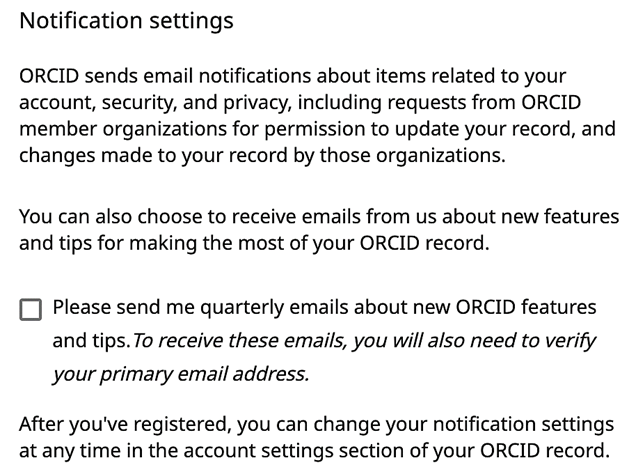 Notification settings
ORCID sends email notifications about items related to your
account, security, and privacy, including requests from ORCID
member organizations for permission to update your record, and
changes made to your record by those organizations.
You can also choose to receive emails from us about new features
and tips for making the most of your ORCID record.
Please send me quarterly emails about new ORCID features
and tips. To receive these emails, you will also need to verify
your primary email address.
After you've registered, you can change your notification settings
at any time in the account settings section of your ORCID record.